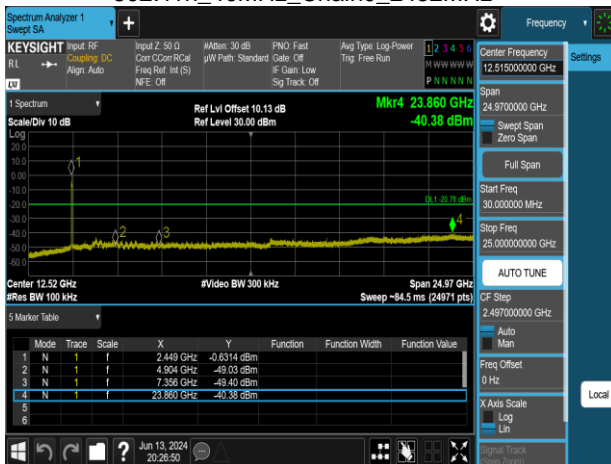 Spectrum Analyzer 1
Swept SA
+
Frequency
KEYSIGHT
RL
LXI
Input: RF
Coupling: DC
Align: Auto
Input Z: 50 Ω
Corr CCorr RCal
Freq Ref: Int (S)
NFE: Off
#Atten: 30 dB
µW Path: Standard
PNO: Fast
Gate: Off
IF Gain: Low
Sig Track: Off
Avg Type: Log-Power
Trig: Free Run
1 2 3 4 5 6
M W W W W W
P N N N N N
1 Spectrum
Scale/Div 10 dB
Ref Lvl Offset 10.13 dB
Ref Level 30.00 dBm
Mkr4 23.860 GHz
-40.38 dBm
Log
20.0
10.0
0.00
-10.0
-20.0
-30.0
-40.0
-50.0
-60.0
1
2
3
4
DL1 -20.78 dBm
Center 12.52 GHz
#Res BW 100 kHz
#Video BW 300 kHz
Span 24.97 GHz
Sweep ~84.5 ms (24971 pts)
5 Marker Table
Mode Trace Scale X Y Function Function Width Function Value
1 N 1 f 2.449 GHz -0.6314 dBm
2 N 1 f 4.904 GHz -49.03 dBm
3 N 1 f 7.356 GHz -49.40 dBm
4 N 1 f 23.860 GHz -40.38 dBm
5
6
?
Jun 13, 2024
20:26:50
Center Frequency
12.515000000 GHz
Span
24.9700000 GHz
Swept Span
Zero Span
Full Span
Start Freq
30.000000 MHz
Stop Freq
25.000000000 GHz
AUTO TUNE
CF Step
2.497000000 GHz
Auto
Man
Freq Offset
0 Hz
X Axis Scale
Log
Lin
Signal Track
(Span Zoom)
Settings
Local